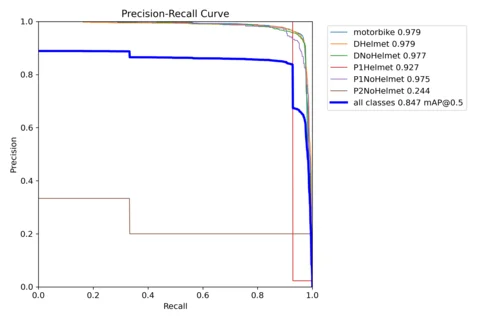 Precision-Recall Curve
1.0
0.8
0.6
0.4
0.2
0.0
Precision
0.0 0.2 0.4 0.6 0.8 1.0
Recall
motorbike 0.979
DHelmet 0.979
DNoHelmet 0.977
P1Helmet 0.927
P1NoHelmet 0.975
P2NoHelmet 0.244
all classes 0.847 mAP@0.5